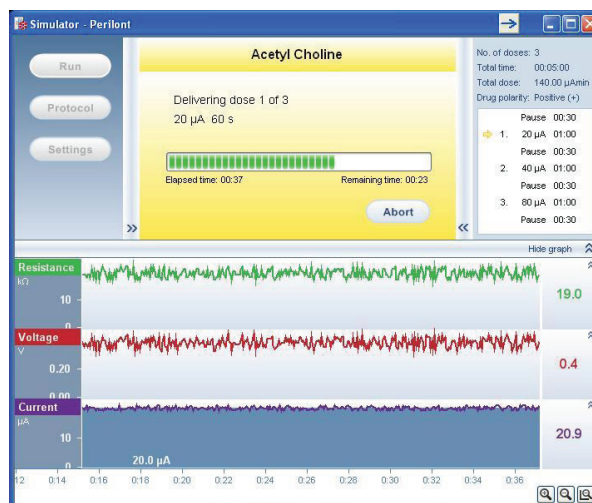 Simulator - Perilont
Run
Protocol
Settings
Acetyl Choline
Delivering dose 1 of 3
20 µA 60 s
Elapsed time: 00:37
Remaining time: 00:23
Abort
No. of doses: 3
Total time: 00:05:00
Total dose: 140.00 µAmin
Drug polarity: Positive (+)
Pause 00:30
1. 20 µA 01:00
Pause 00:30
2. 40 µA 01:00
Pause 00:30
3. 80 µA 01:00
Pause 00:30
Hide graph
Resistance
kΩ
10
0
19.0
Voltage
V
0.20
0.00
0.4
Current
µA
10
0
20.0 µA
20.9
12 0:14 0:16 0:18 0:20 0:22 0:24 0:26 0:28 0:30 0:32 0:34 0:36